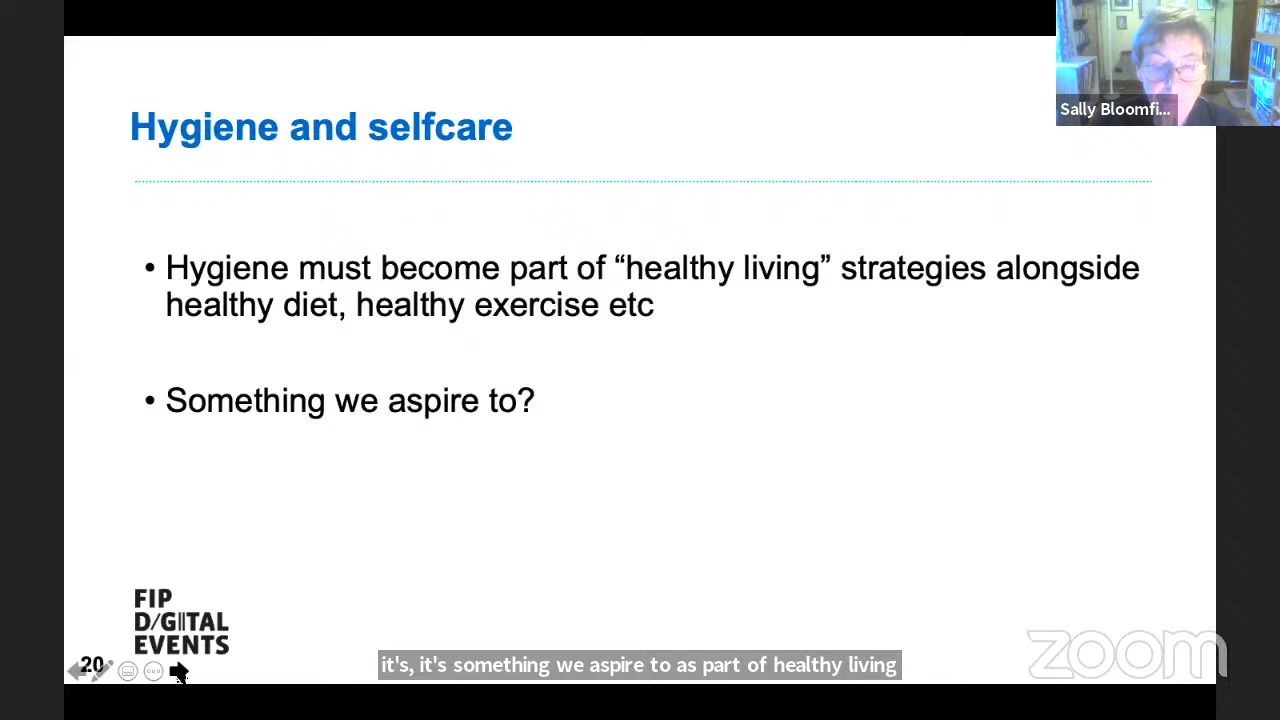 Sally Bloomfi...
Hygiene and selfcare
• Hygiene must become part of “healthy living” strategies alongside
healthy diet, healthy exercise etc
• Something we aspire to?
FIP
D/GITAL
EVENTS
20
it's, it's something we aspire to as part of healthy living
zoom